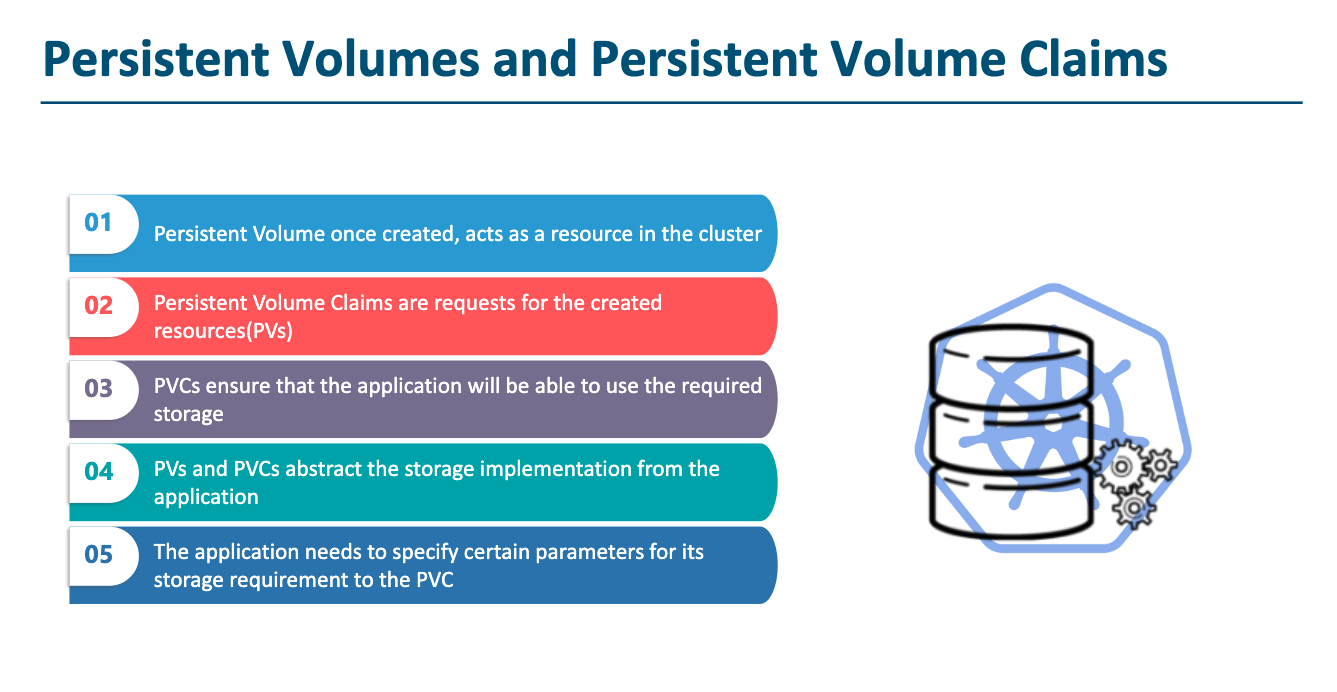 Persistent Volumes and Persistent Volume Claims
01
Persistent Volume once created, acts as a resource in the cluster
02
Persistent Volume Claims are requests for the created
resources(PVs)
03
PVCs ensure that the application will be able to use the required
storage
04
PVs and PVCs abstract the storage implementation from the
application
05
The application needs to specify certain parameters for its
storage requirement to the PVC